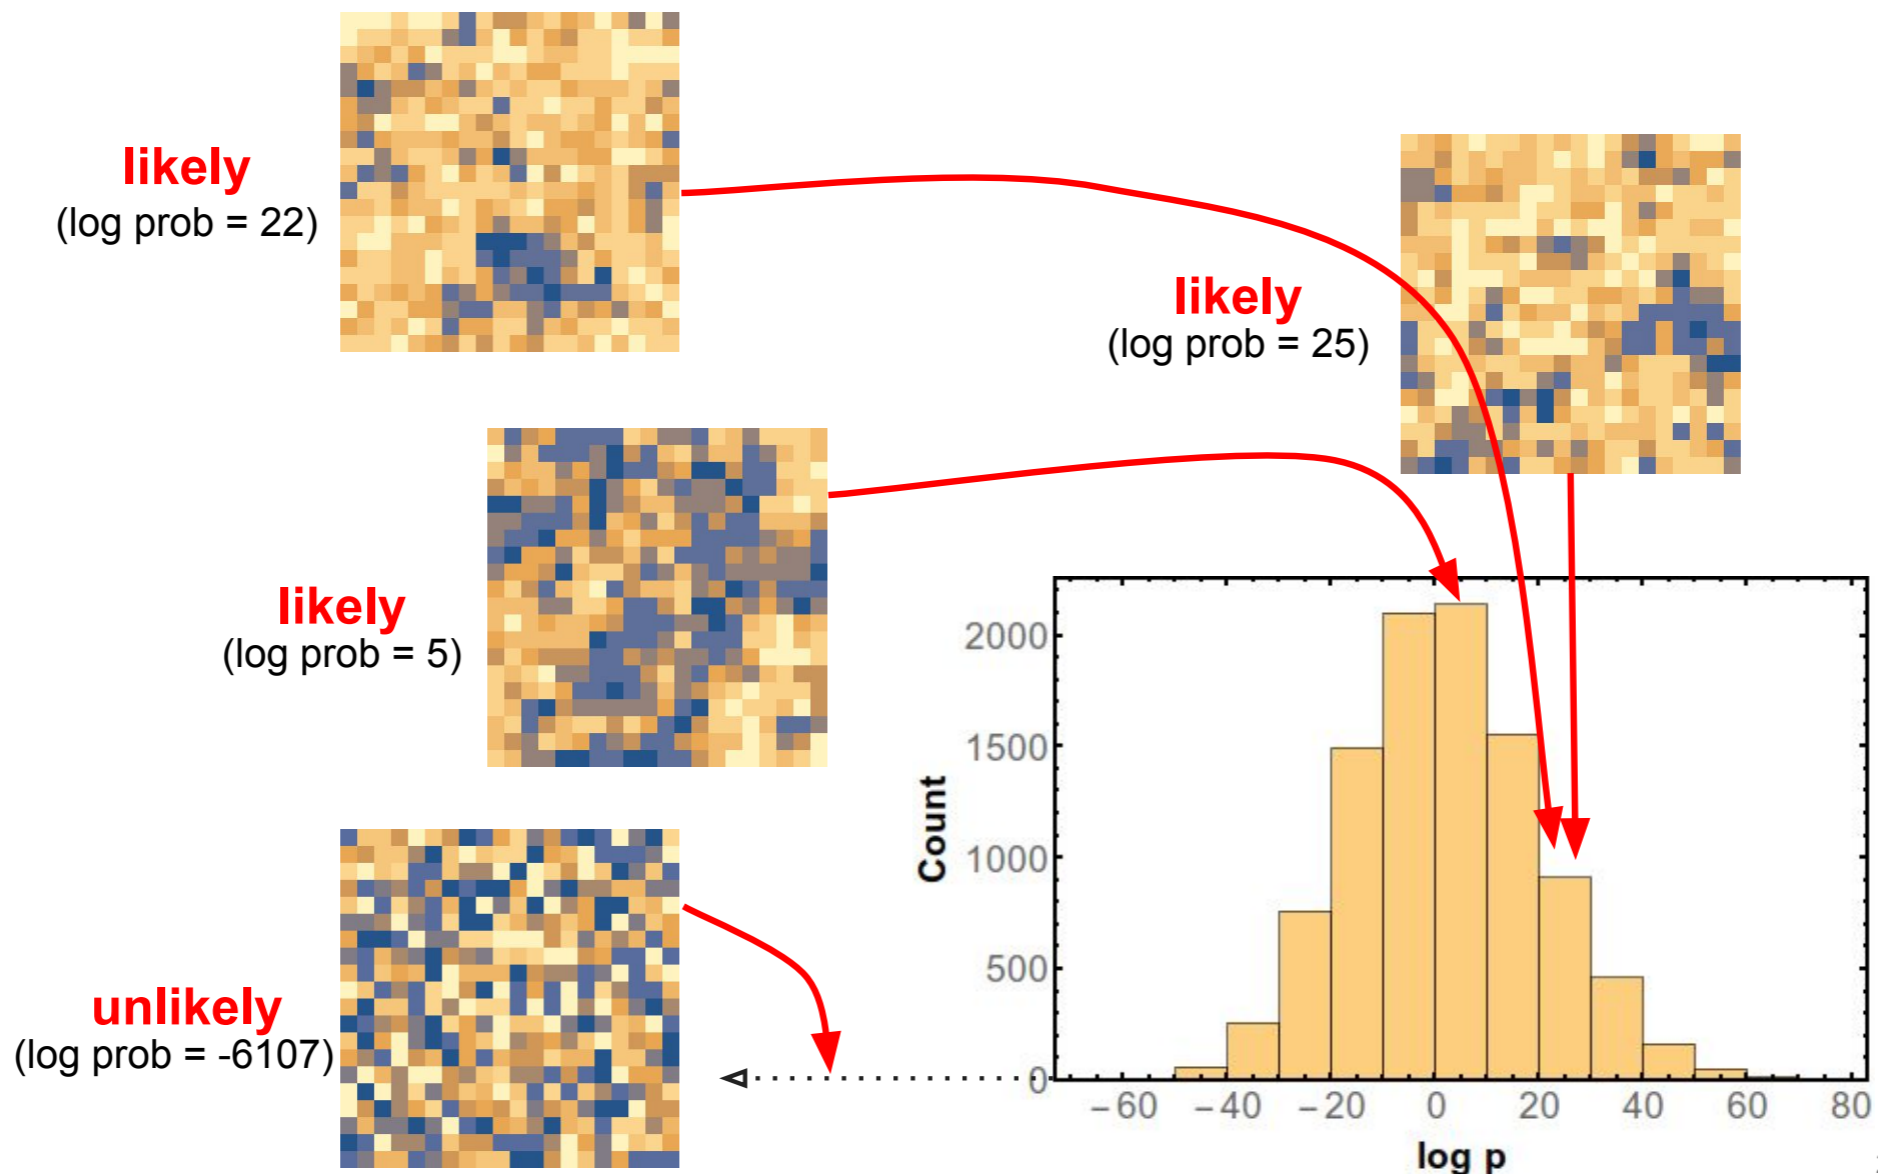 likely
(log prob = 22)
likely
(log prob = 25)
likely
(log prob = 5)
unlikely
(log prob = -6107)
Count
2000
1500
1000
500
0
−60 −40 −20 0 20 40 60 80
log p